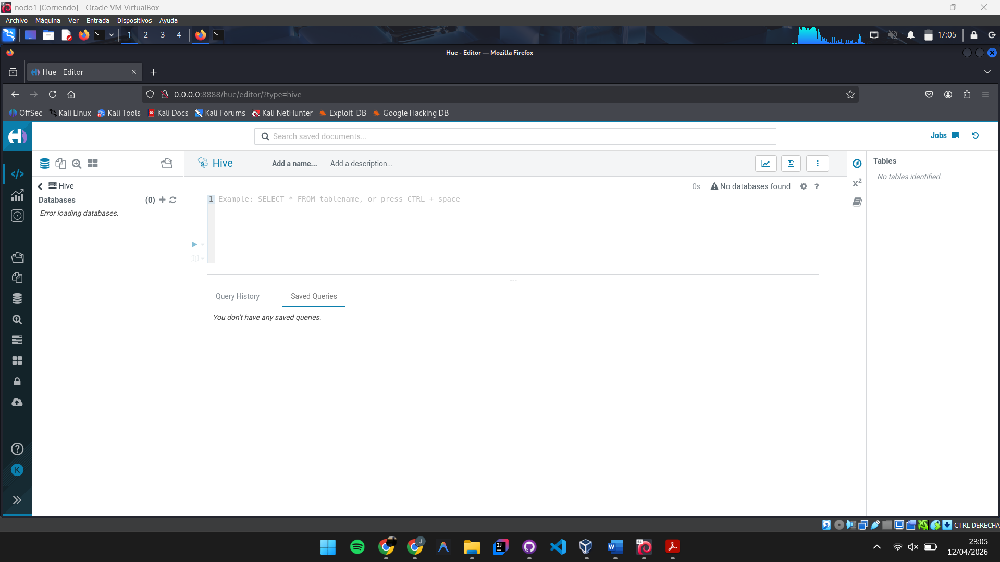 nodo1 [Corriendo] - Oracle VM VirtualBox
Archivo Máquina Ver Entrada Dispositivos Ayuda
1 2 3 4 17:05
Hue - Editor — Mozilla Firefox
Hue - Editor
0.0.0.0:8888/hue/editor/?type=hive
OffSec Kali Linux Kali Tools Kali Docs Kali Forums Kali NetHunter Exploit-DB Google Hacking DB
Search saved documents...
Jobs
Hive Add a name... Add a description...
Tables
No tables identified.
Hive
0s No databases found ?
Databases (0)
Error loading databases.
1 Example: SELECT * FROM tablename, or press CTRL + space
Query History Saved Queries
You don't have any saved queries.
K
CTRL DERECHA
23:05
12/04/2026